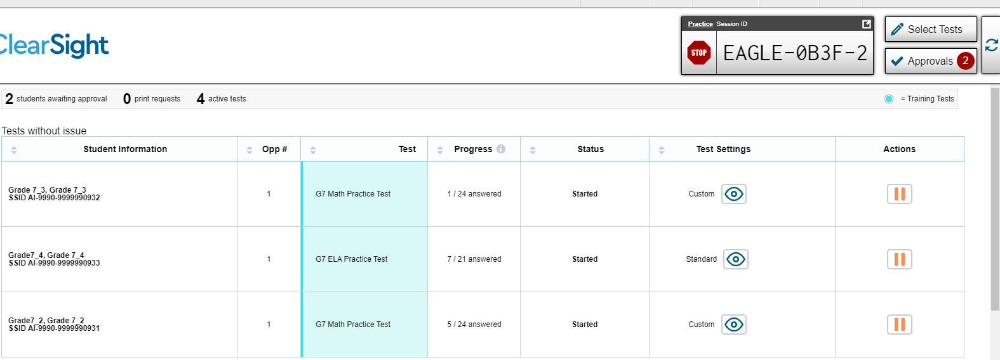 Practice Session ID
ClearSight
STOP EAGLE-0B3F-2
Select Tests
Approvals 2
2 students awaiting approval 0 print requests 4 active tests = Training Tests
Tests without issue
Student Information Opp # Test Progress Status Test Settings Actions
Grade 7_3, Grade 7_3
SSID AI-9990-9999990932
1 G7 Math Practice Test 1 / 24 answered Started Custom
Grade7_4, Grade 7_4
SSID AI-9990-9999990933
1 G7 ELA Practice Test 7 / 21 answered Started Standard
Grade7_2, Grade 7_2
SSID AI-9990-9999990931
1 G7 Math Practice Test 5 / 24 answered Started Custom